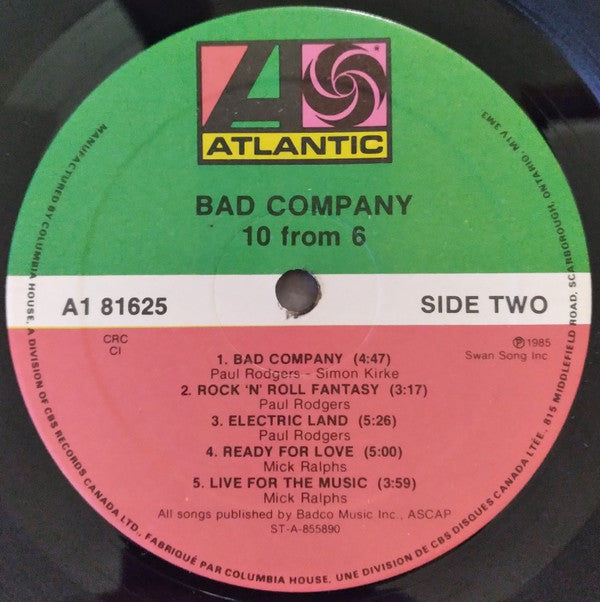 ATLANTIC
BAD COMPANY
10 from 6
A1 81625
SIDE TWO
CRC
CI
℗ 1985
Swan Song Inc
1. BAD COMPANY (4:47)
Paul Rodgers - Simon Kirke
2. ROCK 'N' ROLL FANTASY (3:17)
Paul Rodgers
3. ELECTRIC LAND (5:26)
Paul Rodgers
4. READY FOR LOVE (5:00)
Mick Ralphs
5. LIVE FOR THE MUSIC (3:59)
Mick Ralphs
All songs published by Badco Music Inc., ASCAP
ST-A-855890
MANUFACTURED BY COLUMBIA HOUSE, A DIVISION OF CBS RECORDS CANADA LTD., FABRIQUÉ PAR COLUMBIA HOUSE, UNE DIVISION DE CBS DISQUES CANADA LTÉE., 815 MIDDLEFIELD ROAD, SCARBOROUGH, ONTARIO, M1V 3M3.